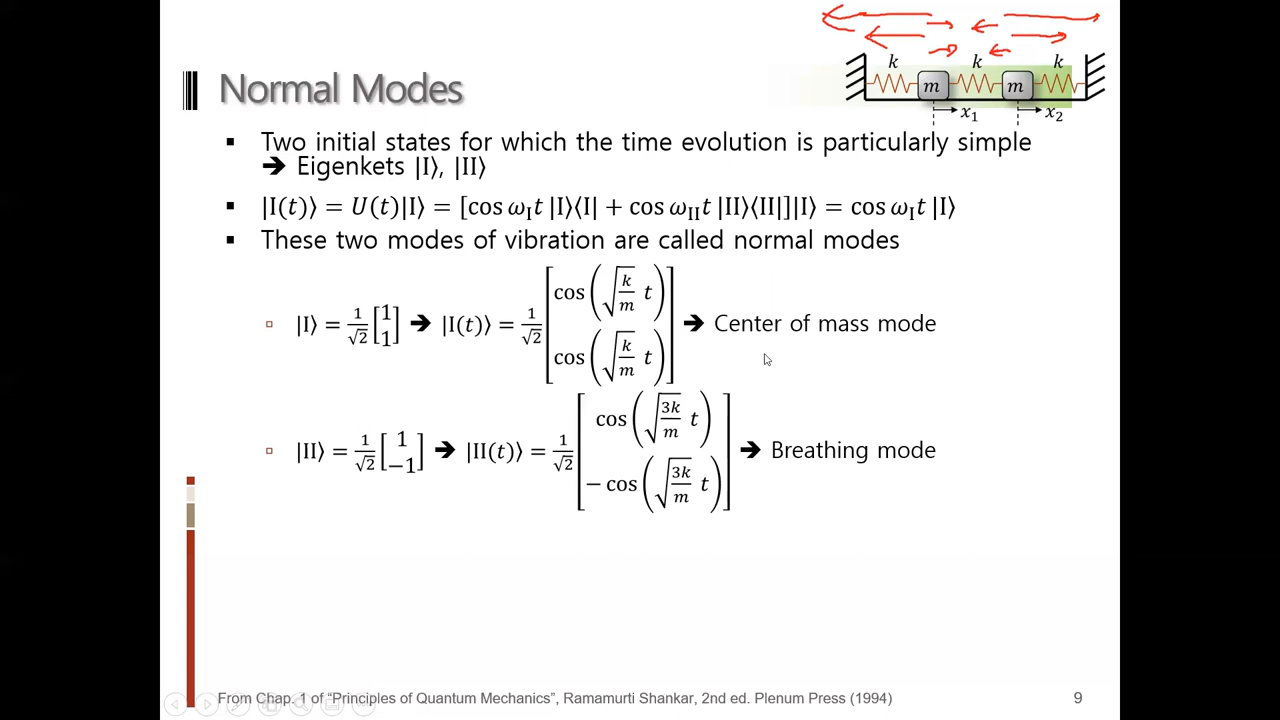 k k k
m m
x₁ x₂
Normal Modes
▪ Two initial states for which the time evolution is particularly simple
➔ Eigenkets |I⟩, |II⟩
▪ |I(t)⟩ = U(t)|I⟩ = [cos ω_I t |I⟩⟨I| + cos ω_II t |II⟩⟨II|]|I⟩ = cos ω_I t |I⟩
▪ These two modes of vibration are called normal modes
▫ |I⟩ = 1/√2 [1; 1] ➔ |I(t)⟩ = 1/√2 [cos(√(k/m) t); cos(√(k/m) t)] ➔ Center of mass mode
▫ |II⟩ = 1/√2 [1; −1] ➔ |II(t)⟩ = 1/√2 [cos(√(3k/m) t); − cos(√(3k/m) t)] ➔ Breathing mode
From Chap. 1 of “Principles of Quantum Mechanics”, Ramamurti Shankar, 2nd ed. Plenum Press (1994)
9